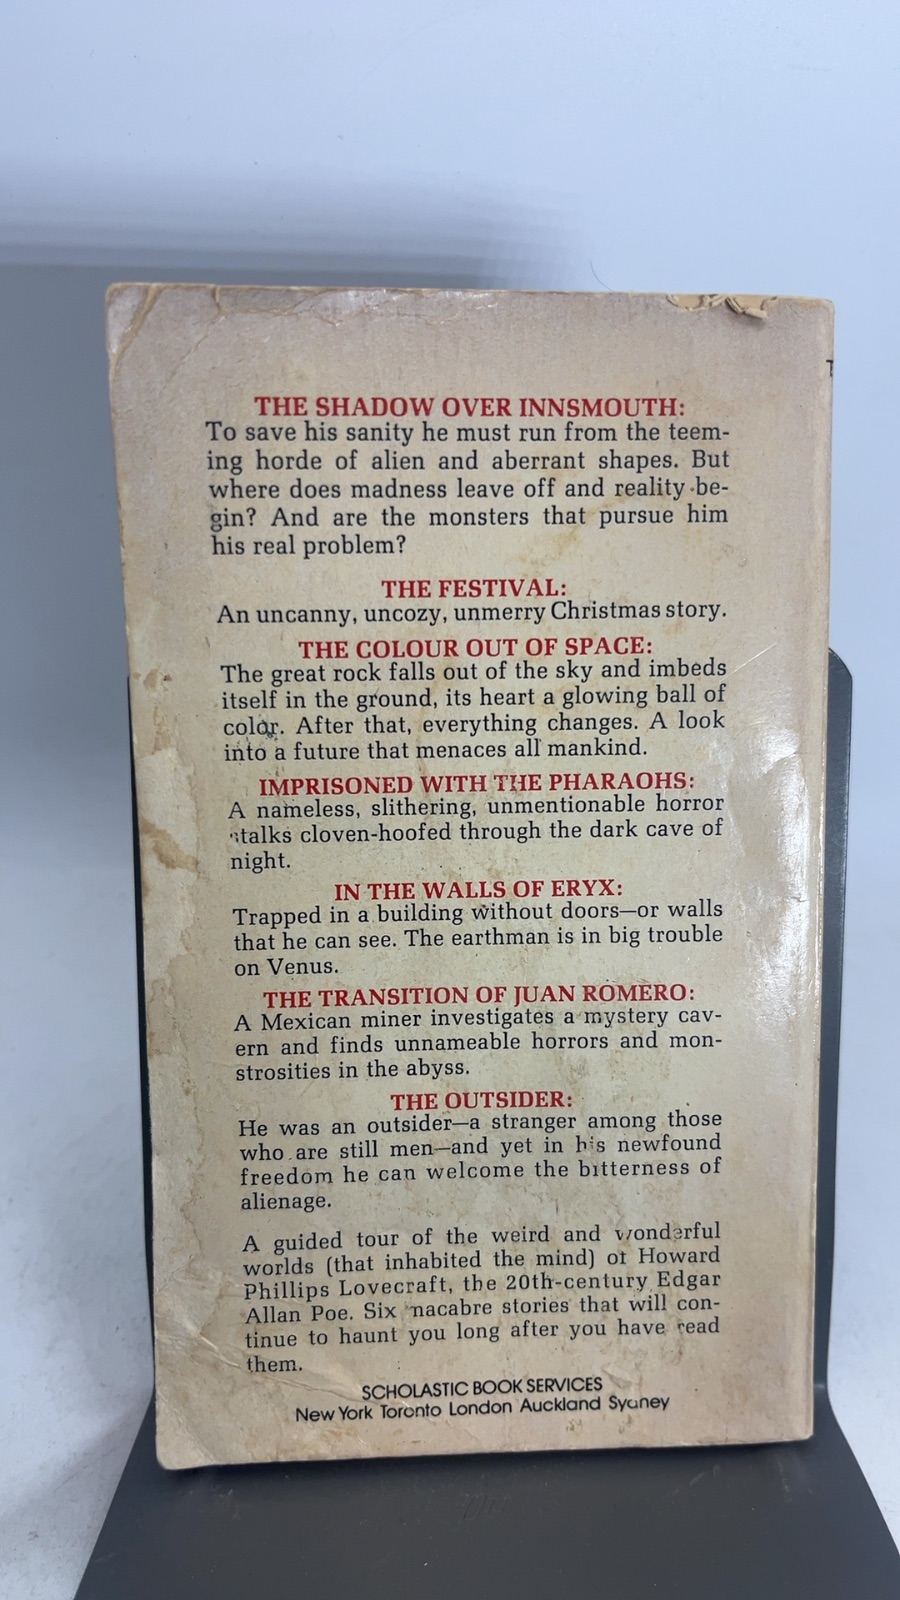 THE SHADOW OVER INNSMOUTH:
To save his sanity he must run from the teem-
ing horde of alien and aberrant shapes. But
where does madness leave off and reality be-
gin? And are the monsters that pursue him
his real problem?
THE FESTIVAL:
An uncanny, uncozy, unmerry Christmas story.
THE COLOUR OUT OF SPACE:
The great rock falls out of the sky and imbeds
itself in the ground, its heart a glowing ball of
color. After that, everything changes. A look
into a future that menaces all mankind.
IMPRISONED WITH THE PHARAOHS:
A nameless, slithering, unmentionable horror
stalks cloven-hoofed through the dark cave of
night.
IN THE WALLS OF ERYX:
Trapped in a building without doors—or walls
that he can see. The earthman is in big trouble
on Venus.
THE TRANSITION OF JUAN ROMERO:
A Mexican miner investigates a mystery cav-
ern and finds unnameable horrors and mon-
strosities in the abyss.
THE OUTSIDER:
He was an outsider—a stranger among those
who are still men—and yet in his newfound
freedom he can welcome the bitterness of
alienage.
A guided tour of the weird and wonderful
worlds (that inhabited the mind) of Howard
Phillips Lovecraft, the 20th-century Edgar
Allan Poe. Six macabre stories that will con-
tinue to haunt you long after you have read
them.
SCHOLASTIC BOOK SERVICES
New York Toronto London Auckland Sydney